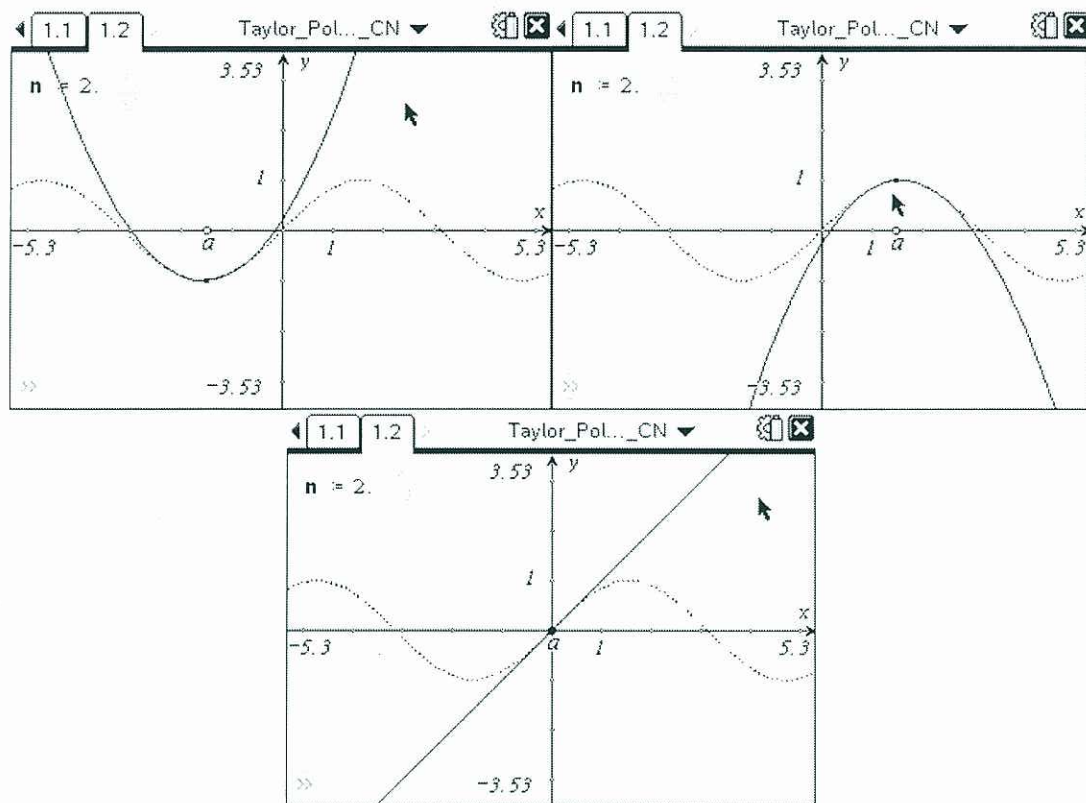 1.1 1.2 Taylor_Pol..._CN
n := 2.
3.53 y
1
x
-5.3 a 1 5.3
-3.53
1.1 1.2 Taylor_Pol..._CN
n := 2.
3.53 y
1
x
-5.3 1 a 5.3
-3.53
1.1 1.2 Taylor_Pol..._CN
n := 2.
3.53 y
1
x
-5.3 a 1 5.3
-3.53